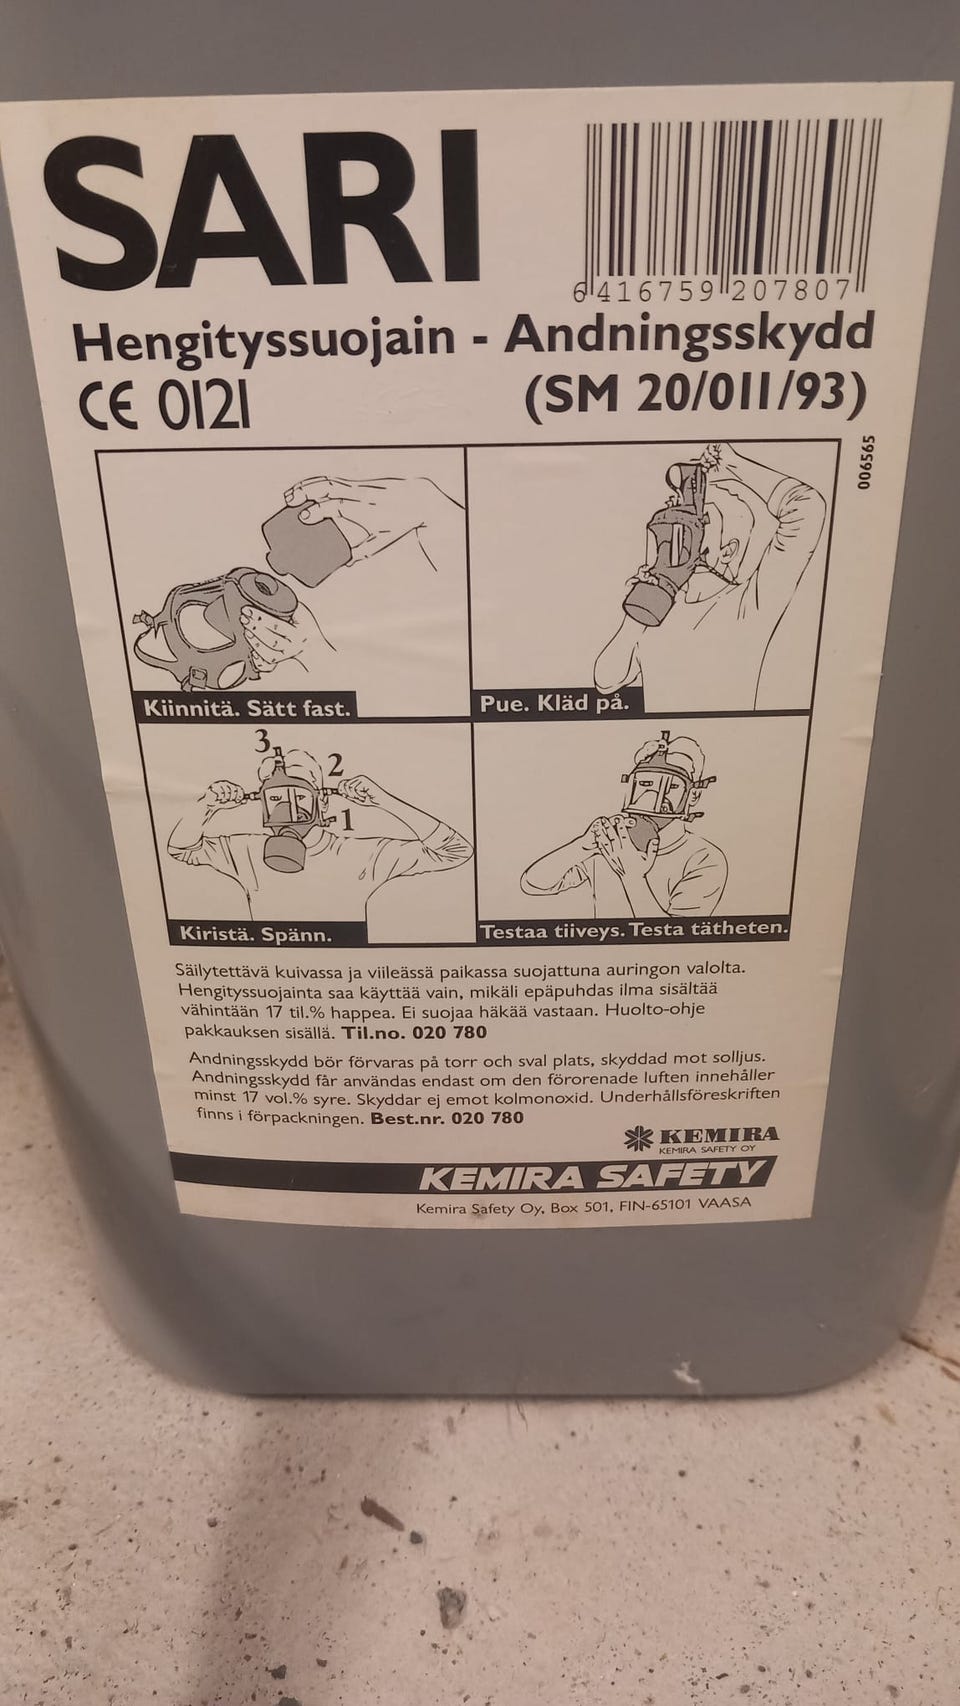 SARI
6 416759 207807
Hengityssuojain - Andningsskydd
CE 0121
(SM 20/011/93)
006565
Kiinnitä. Sätt fast.
Pue. Kläd på.
3
2
1
Kiristä. Spänn.
Testaa tiiveys. Testa tätheten.
Säilytettävä kuivassa ja viileässä paikassa suojattuna auringon valolta.
Hengityssuojainta saa käyttää vain, mikäli epäpuhdas ilma sisältää
vähintään 17 til.% happea. Ei suojaa häkää vastaan. Huolto-ohje
pakkauksen sisällä. Til.no. 020 780
Andningsskydd bör förvaras på torr och sval plats, skyddad mot solljus.
Andningsskydd får användas endast om den förorenade luften innehåller
minst 17 vol.% syre. Skyddar ej emot kolmonoxid. Underhållsföreskriften
finns i förpackningen. Best.nr. 020 780
KEMIRA
KEMIRA SAFETY OY
KEMIRA SAFETY
Kemira Safety Oy, Box 501, FIN-65101 VAASA